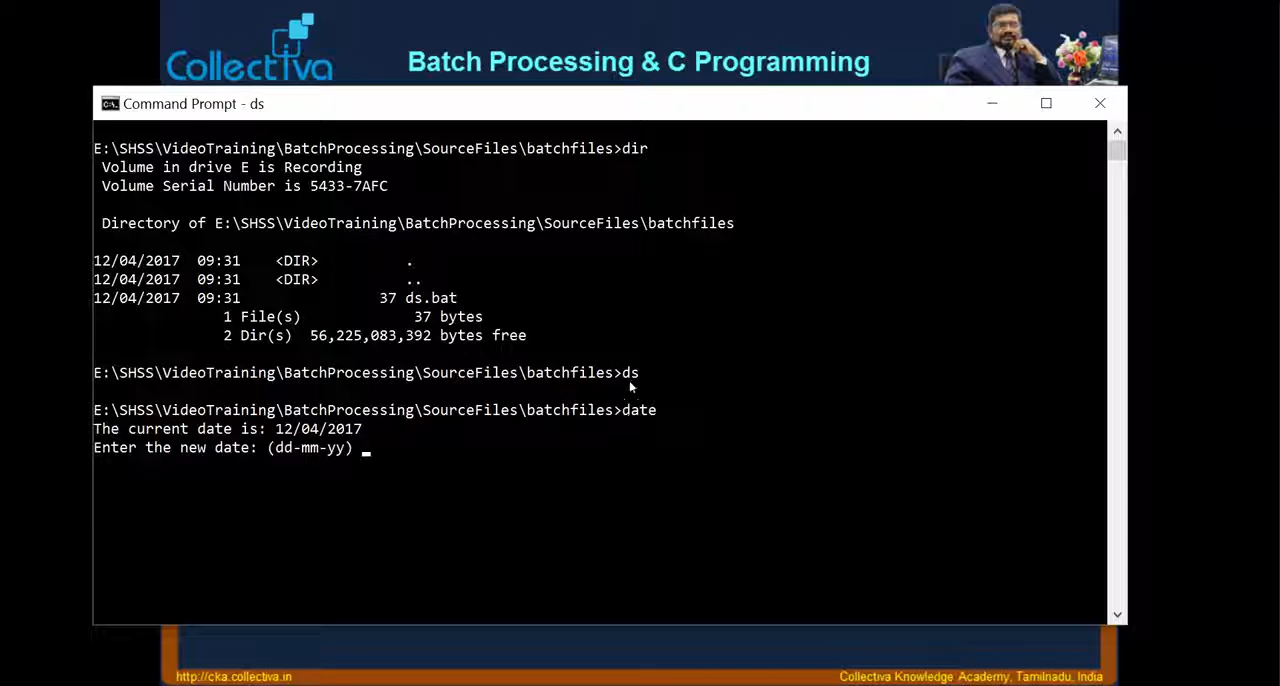 Collectiva
Batch Processing & C Programming
Command Prompt - ds
E:\SHSS\VideoTraining\BatchProcessing\SourceFiles\batchfiles>dir
Volume in drive E is Recording
Volume Serial Number is 5433-7AFC
Directory of E:\SHSS\VideoTraining\BatchProcessing\SourceFiles\batchfiles
12/04/2017  09:31    <DIR>          .
12/04/2017  09:31    <DIR>          ..
12/04/2017  09:31                37 ds.bat
1 File(s)             37 bytes
2 Dir(s)  56,225,083,392 bytes free
E:\SHSS\VideoTraining\BatchProcessing\SourceFiles\batchfiles>ds
E:\SHSS\VideoTraining\BatchProcessing\SourceFiles\batchfiles>date
The current date is: 12/04/2017
Enter the new date: (dd-mm-yy)
http://cka.collectiva.in
Collectiva Knowledge Academy, Tamilnadu, India